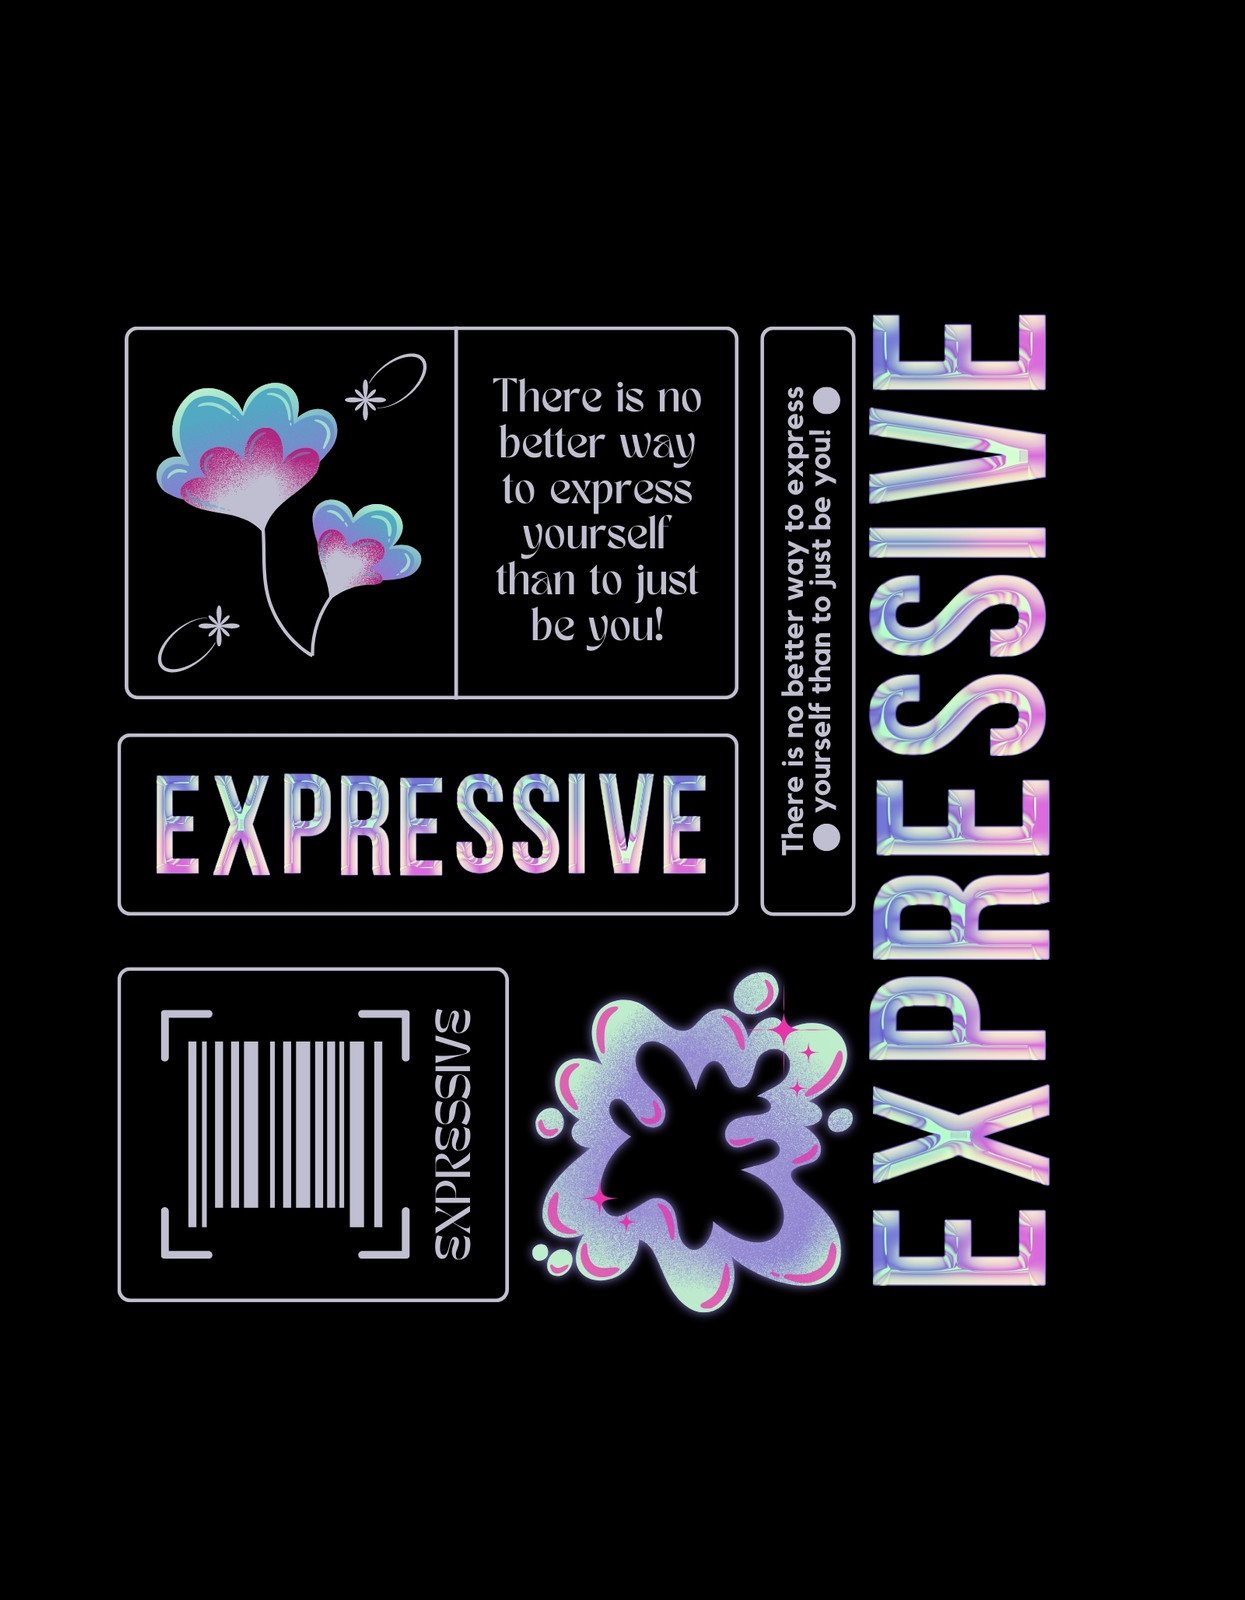 There is no
better way
to express
yourself
than to just
be you!
There is no better way to express
yourself than to just be you!
EXPRESSIVE
EXPRESSIVE
EXPRESSIVE